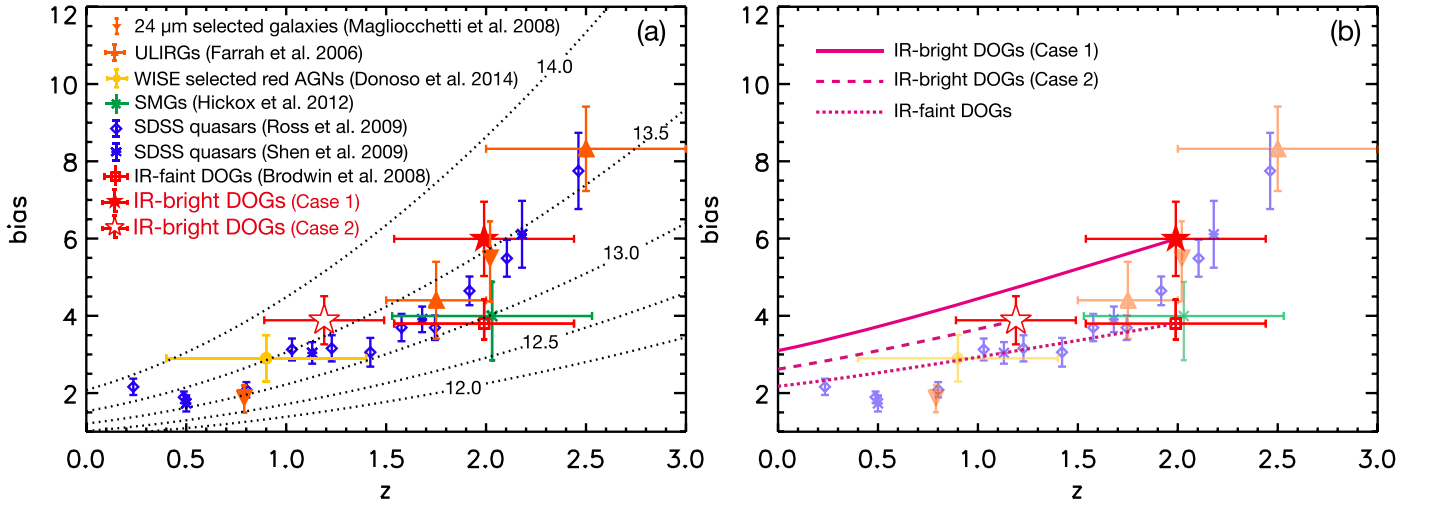 (a)
24 µm selected galaxies (Magliocchetti et al. 2008)
ULIRGs (Farrah et al. 2006)
WISE selected red AGNs (Donoso et al. 2014)
SMGs (Hickox et al. 2012)
SDSS quasars (Ross et al. 2009)
SDSS quasars (Shen et al. 2009)
IR-faint DOGs (Brodwin et al. 2008)
IR-bright DOGs (Case 1)
IR-bright DOGs (Case 2)
14.0
13.5
13.0
12.5
12.0
12
10
8
6
4
2
bias
0.0 0.5 1.0 1.5 2.0 2.5 3.0
z
(b)
IR-bright DOGs (Case 1)
IR-bright DOGs (Case 2)
IR-faint DOGs
12
10
8
6
4
2
bias
0.0 0.5 1.0 1.5 2.0 2.5 3.0
z